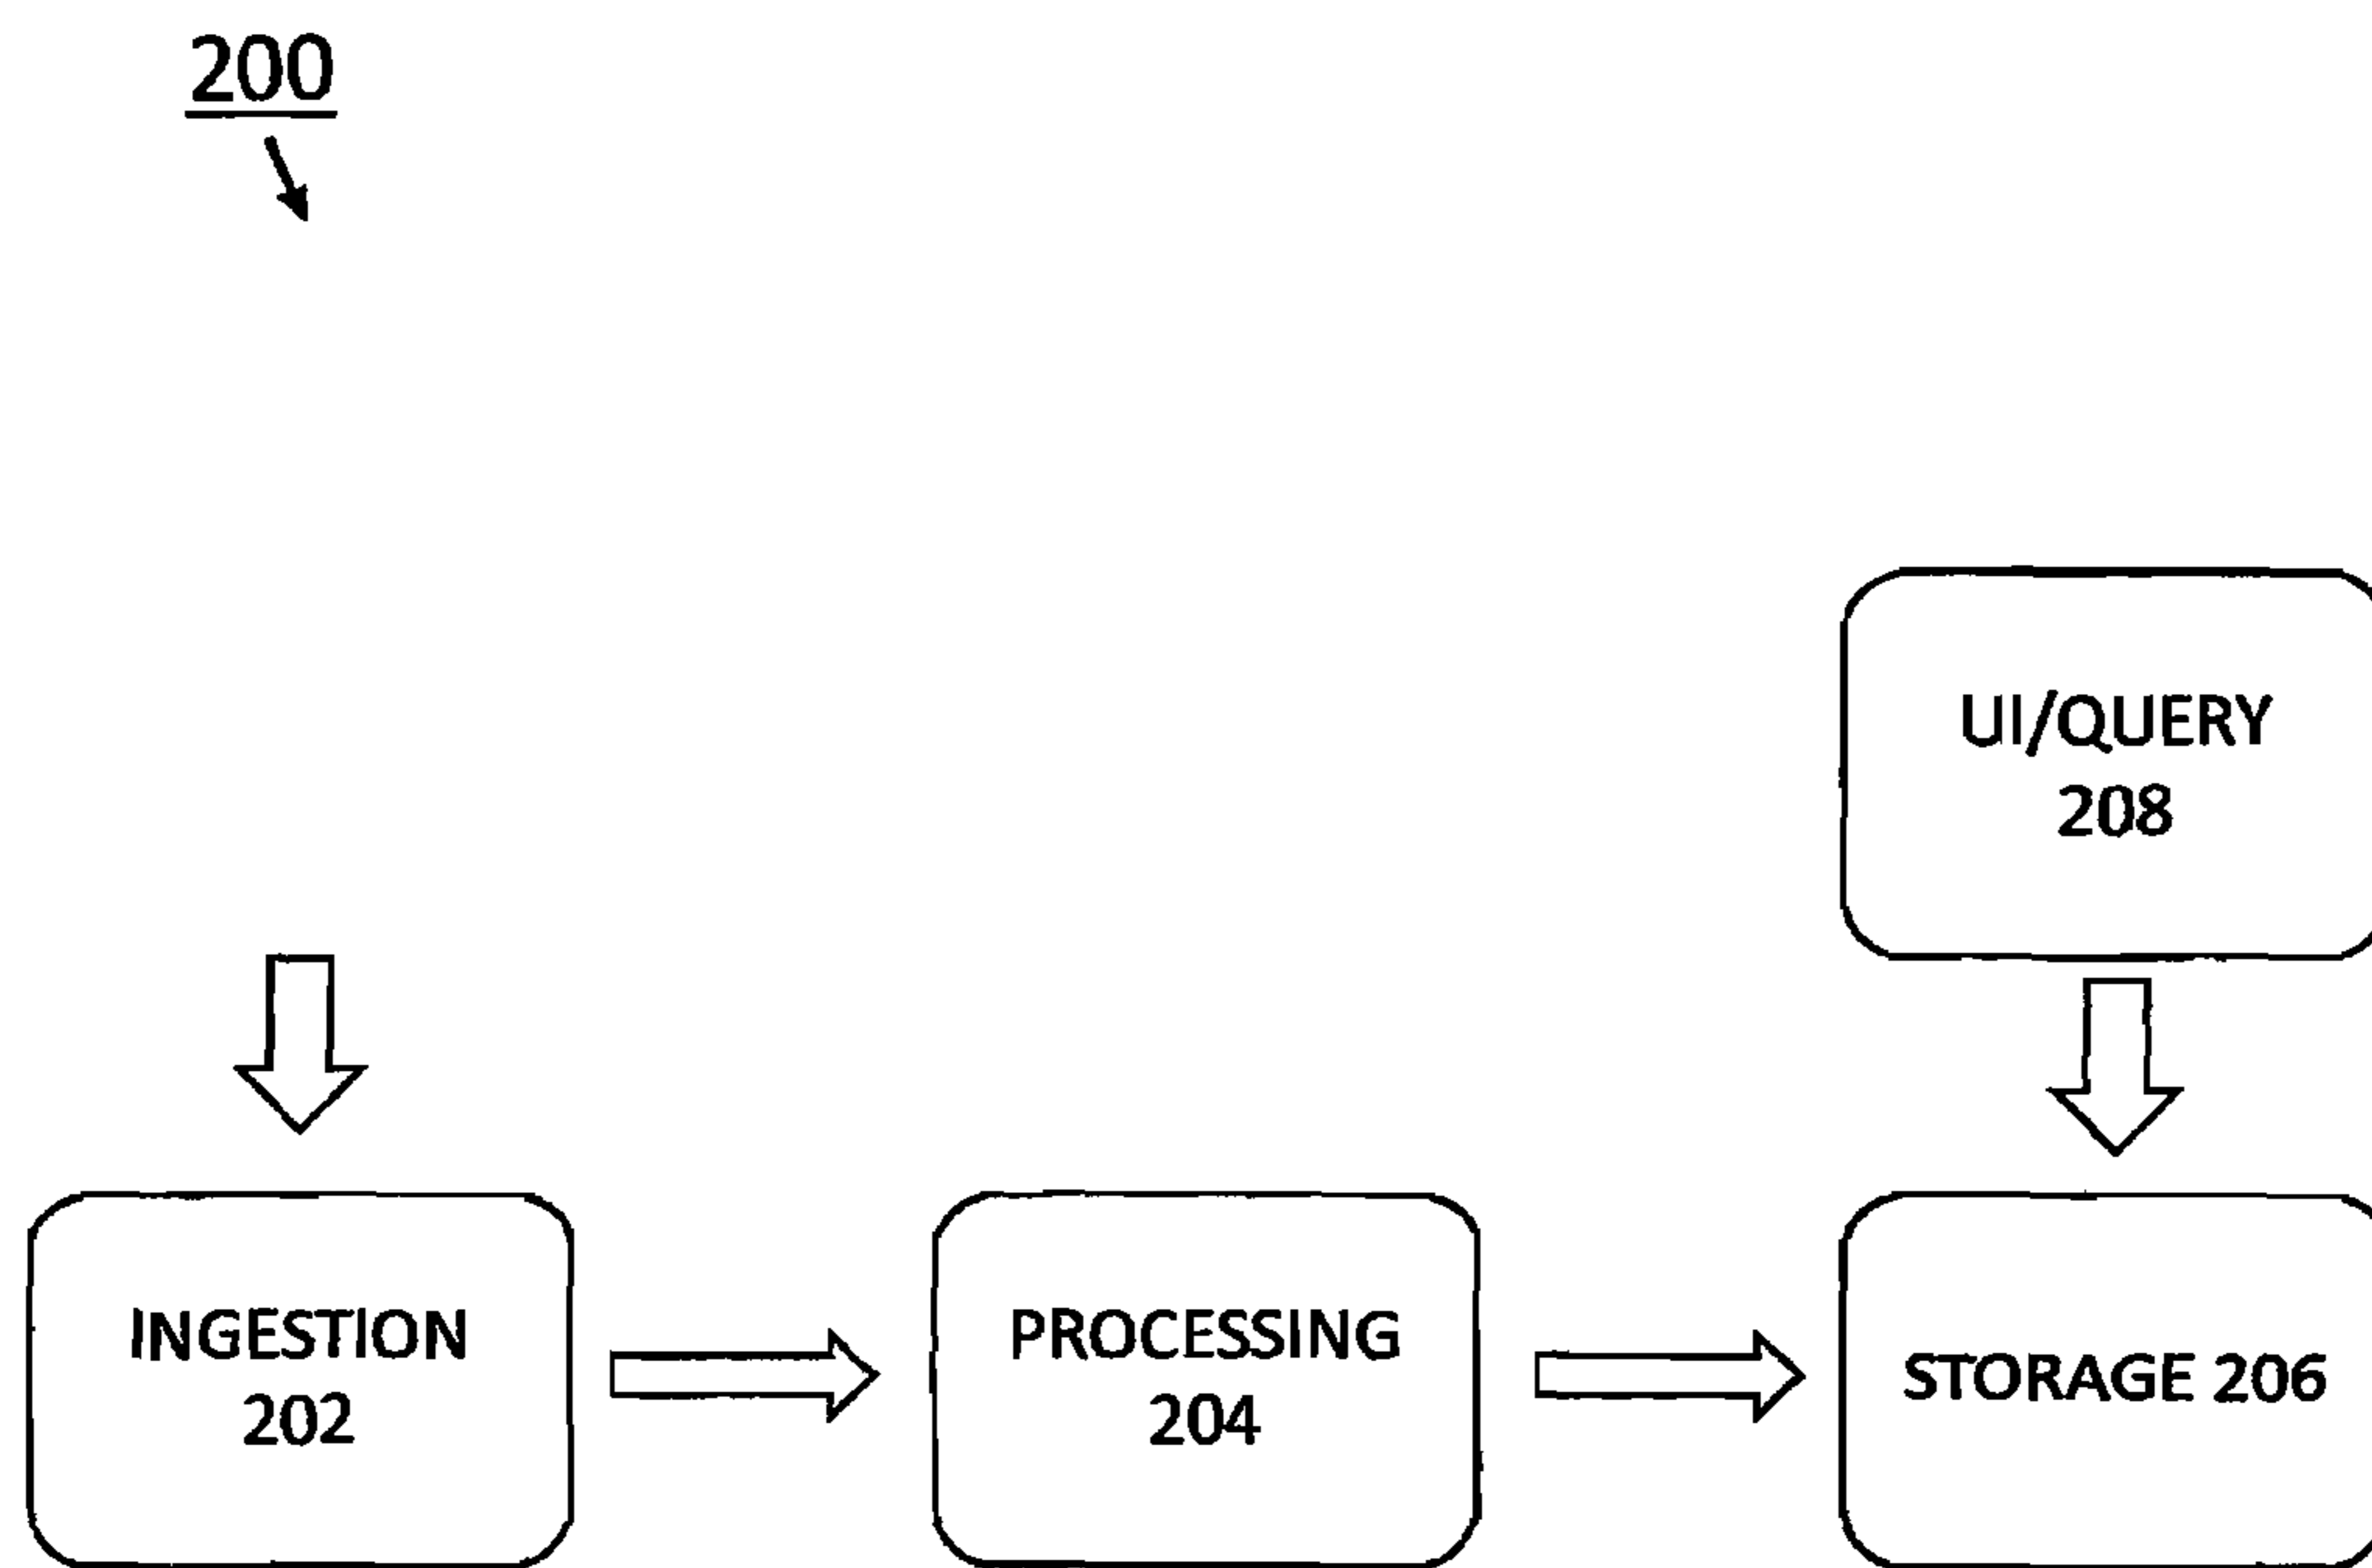 200
UI/QUERY
208
INGESTION
202
PROCESSING
204
STORAGE 206